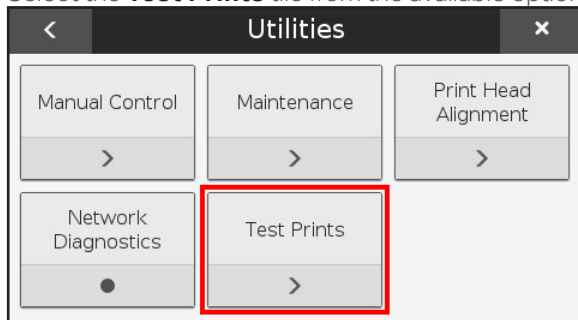 Select the Test Prints tile from the available option
< Utilities ×
Manual Control
Maintenance
Print Head
Alignment
> > >
Network
Diagnostics
Test Prints
● >